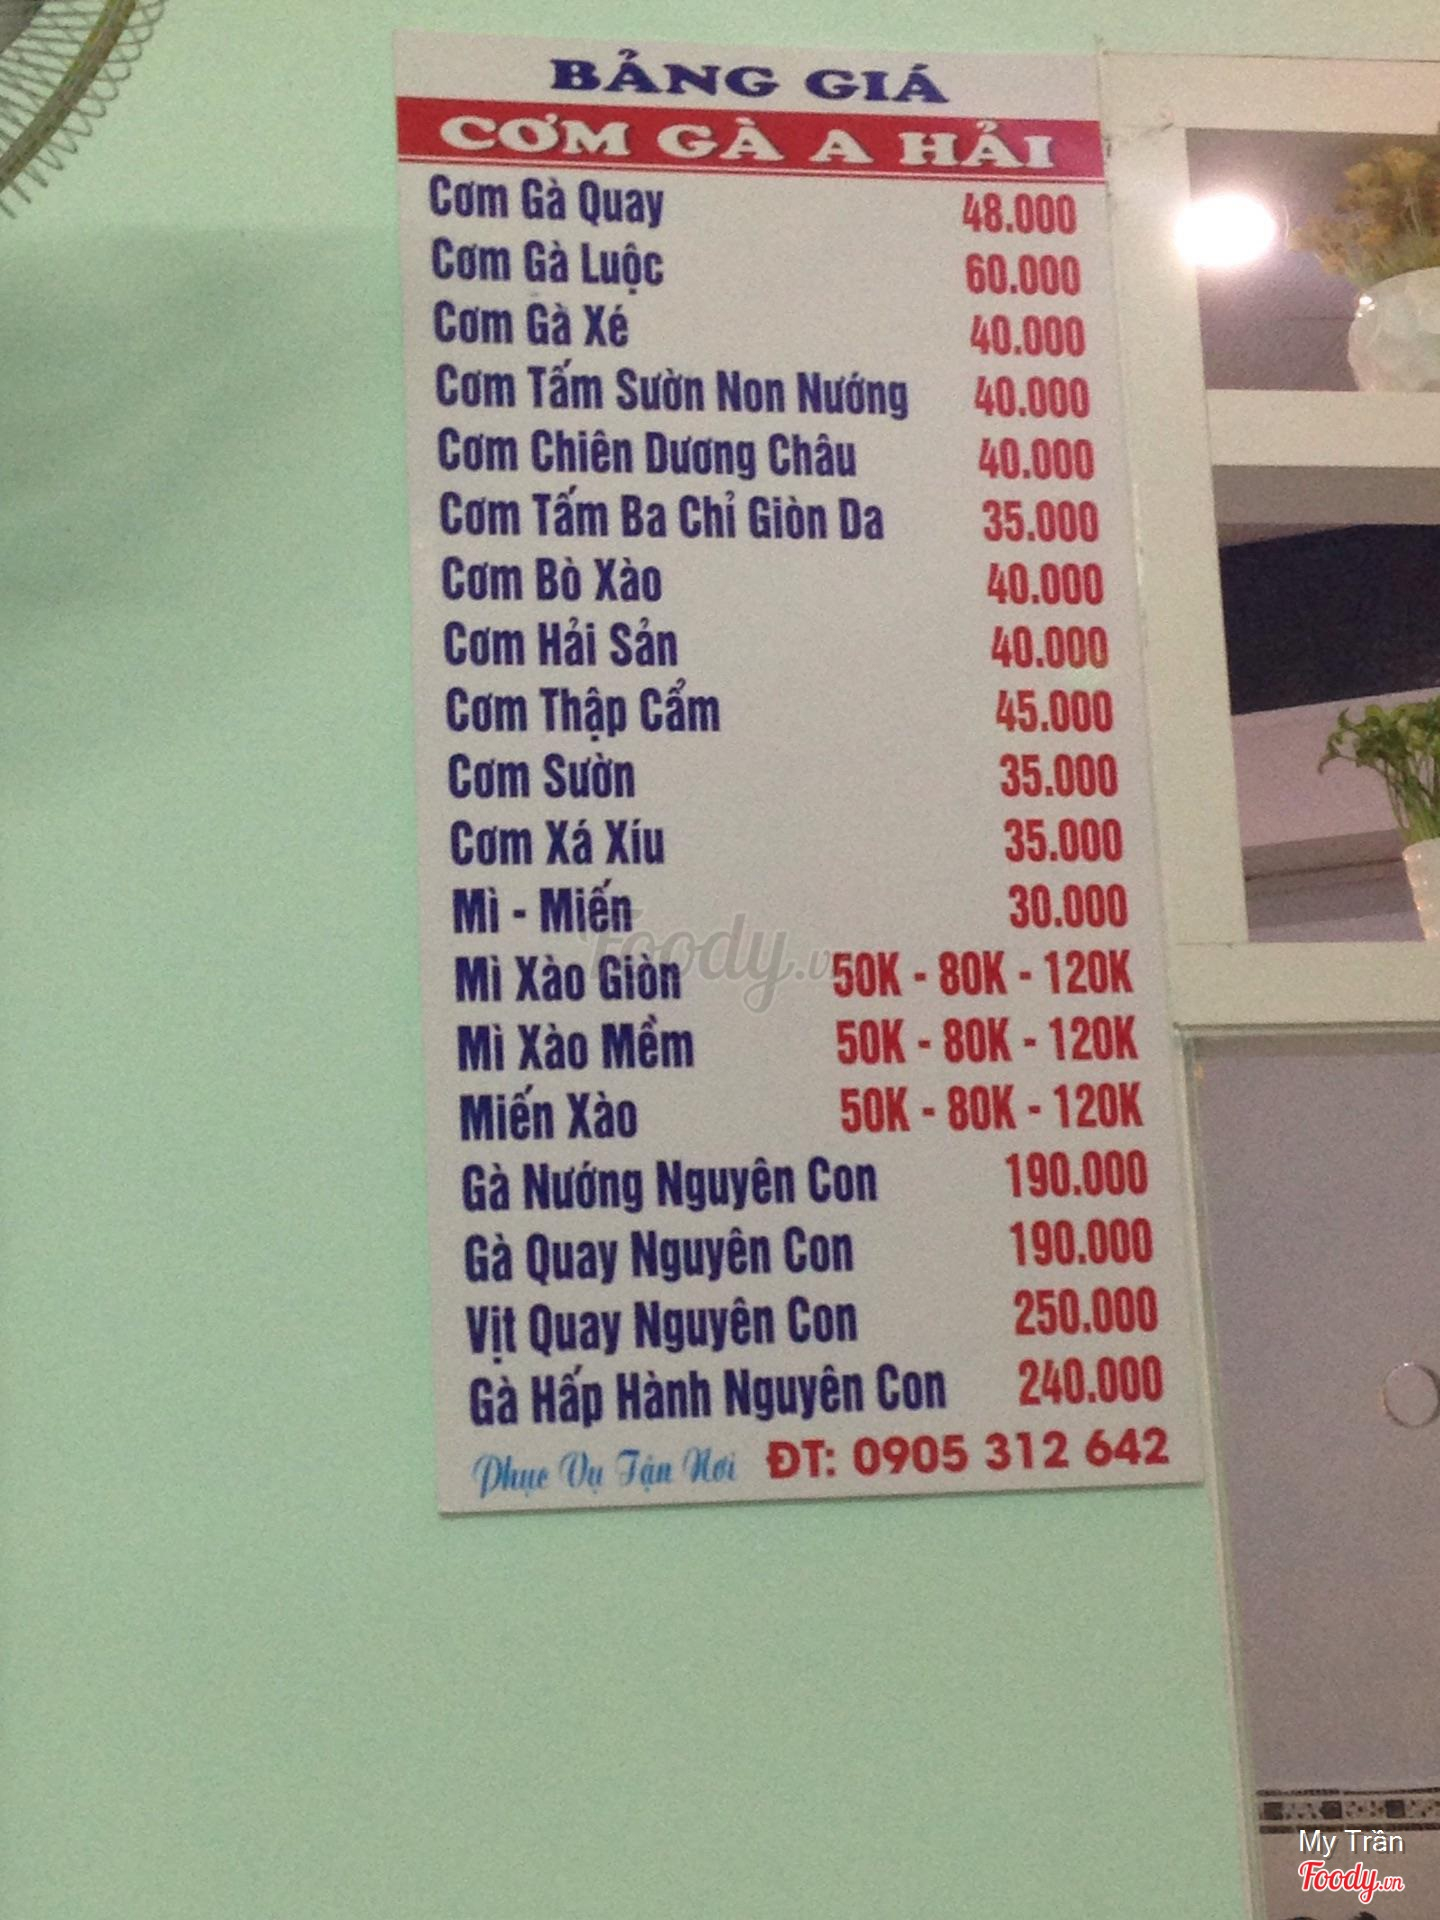 BẢNG GIÁ
CƠM GÀ A HẢI
Cơm Gà Quay 48.000
Cơm Gà Luộc 60.000
Cơm Gà Xé 40.000
Cơm Tấm Sườn Non Nướng 40.000
Cơm Chiên Dương Châu 40.000
Cơm Tấm Ba Chỉ Giòn Da 35.000
Cơm Bò Xào 40.000
Cơm Hải Sản 40.000
Cơm Thập Cẩm 45.000
Cơm Sườn 35.000
Cơm Xá Xíu 35.000
Mì - Miến 30.000
Foody.vn
Mì Xào Giòn 50K - 80K - 120K
Mì Xào Mềm 50K - 80K - 120K
Miến Xào 50K - 80K - 120K
Gà Nướng Nguyên Con 190.000
Gà Quay Nguyên Con 190.000
Vịt Quay Nguyên Con 250.000
Gà Hấp Hành Nguyên Con 240.000
Phục Vụ Tận Nơi ĐT: 0905 312 642
My Trần
Foody.vn